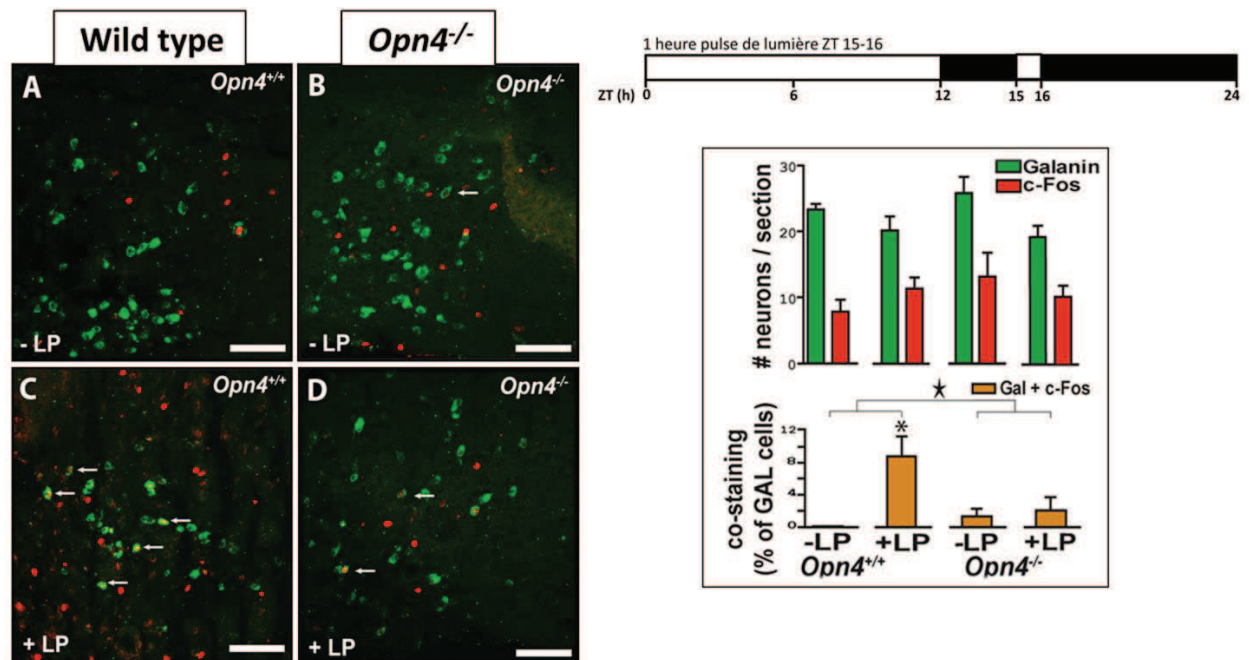 Wild type
Opn4-/-
A
Opn4+/+
- LP
B
Opn4-/-
- LP
C
Opn4+/+
+ LP
D
Opn4-/-
+ LP
1 heure pulse de lumière ZT 15-16
ZT (h)
0
6
12
15
16
24
# neurons / section
30
20
10
0
Galanin
c-Fos
★
Gal + c-Fos
co-staining
(% of GAL cells)
12
8
4
0
*
-LP
+LP
-LP
+LP
Opn4+/+
Opn4-/-